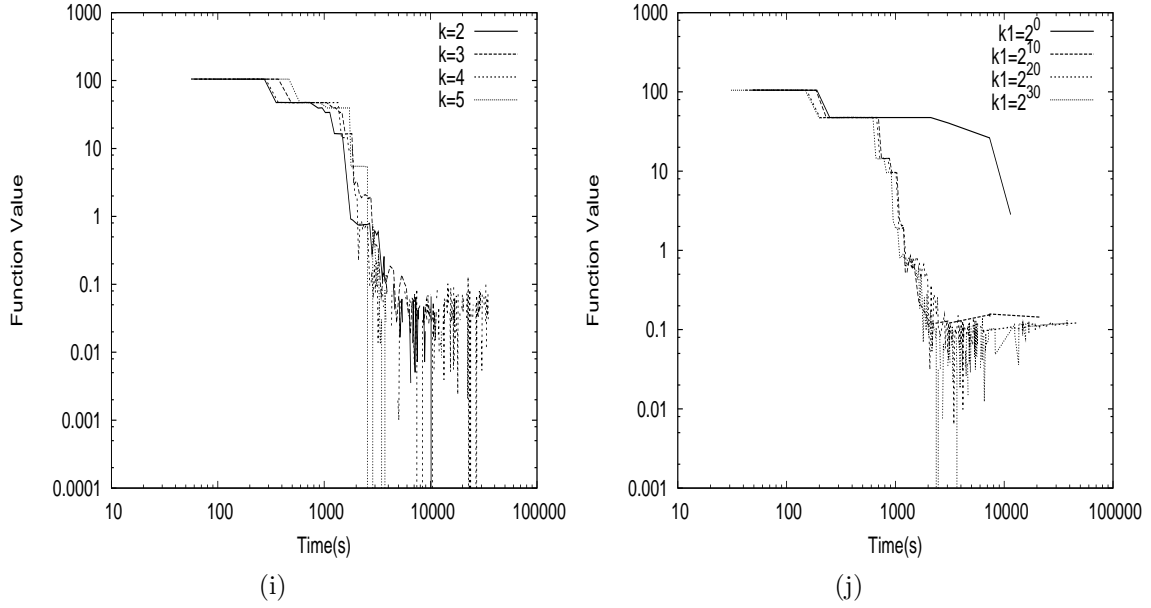 1000
100
10
1
0.1
0.01
0.001
0.0001
10
100
1000
10000
100000
Function Value
Time(s)
k=2
k=3
k=4
k=5
(i)
1000
100
10
1
0.1
0.01
0.001
10
100
1000
10000
100000
Function Value
Time(s)
k1=2^0
k1=2^10
k1=2^20
k1=2^30
(j)